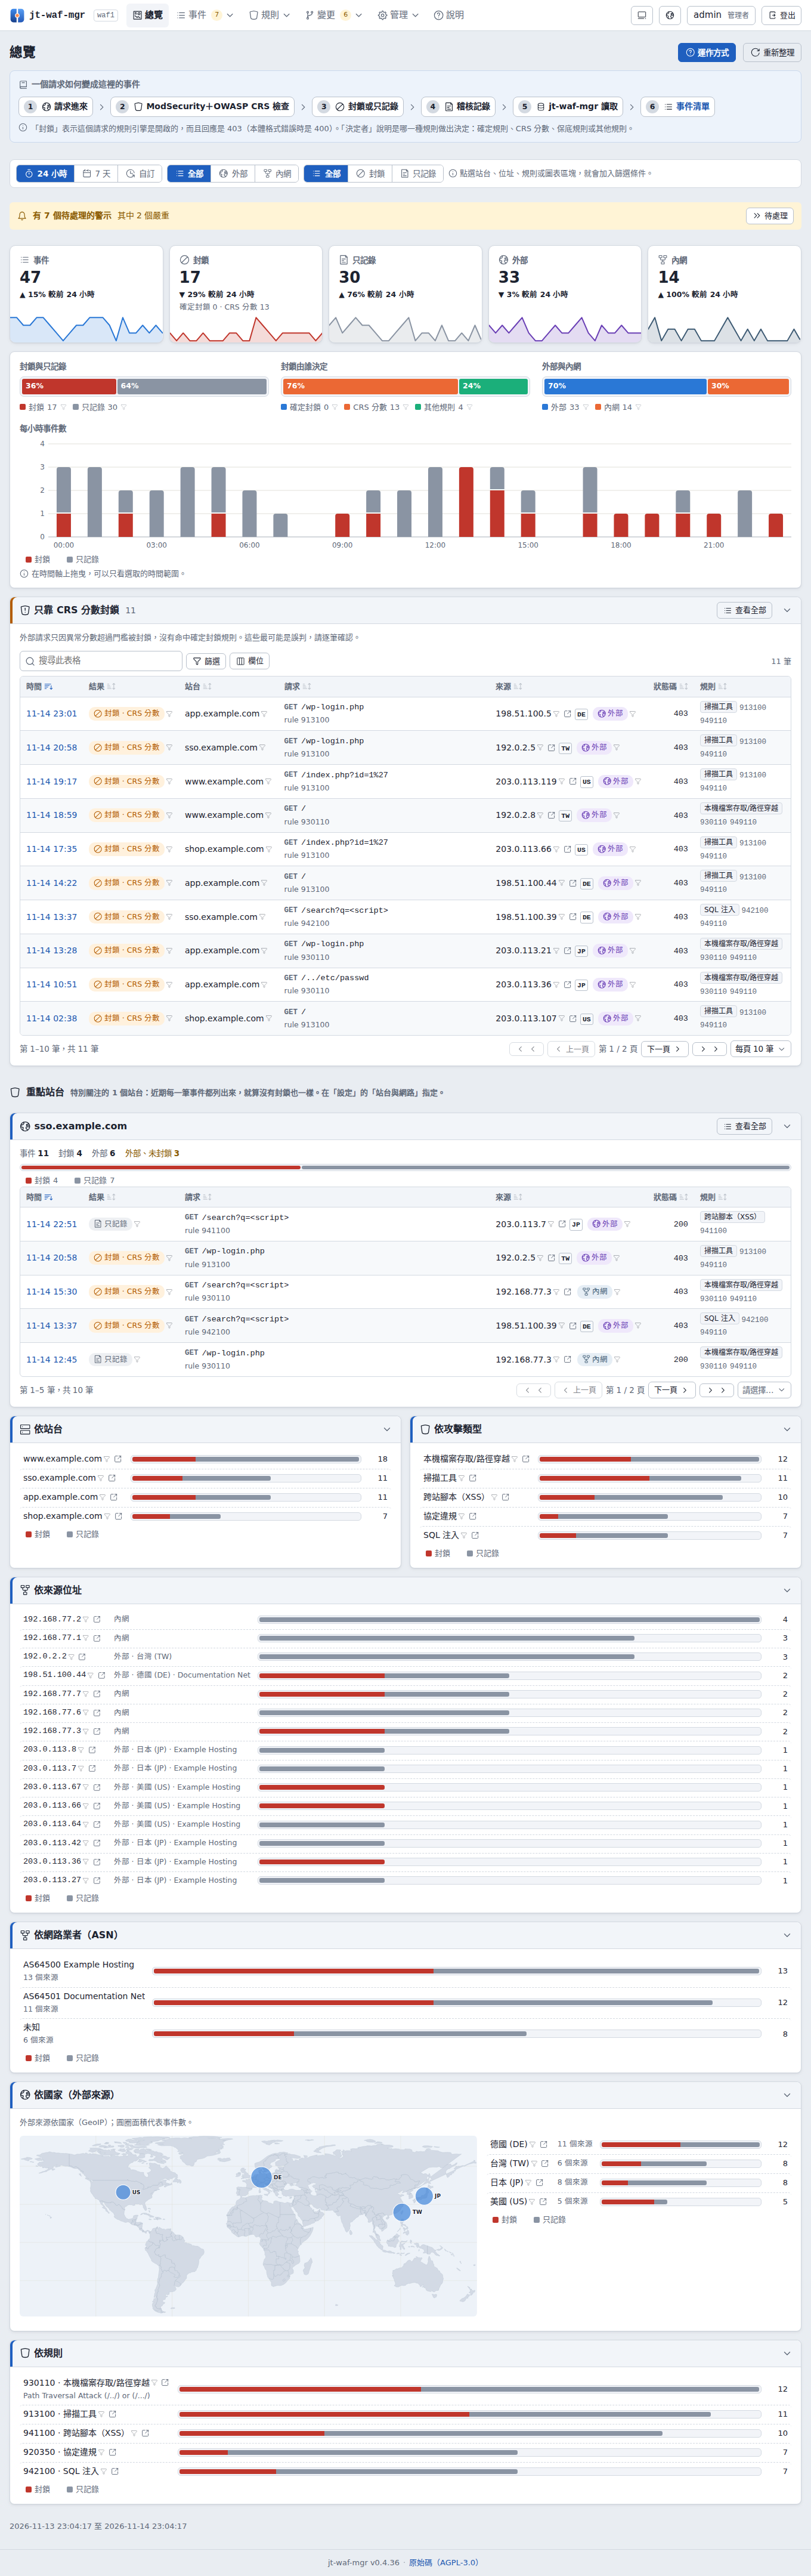 jt-waf-mgr waf1 總覽 事件 7 規則 變更 6 管理 說明 admin 管理者 登出
總覽 運作方式 重新整理
一個請求如何變成這裡的事件
1 請求進來 2 ModSecurity＋OWASP CRS 檢查 3 封鎖或只記錄 4 稽核記錄 5 jt-waf-mgr 讀取 6 事件清單
「封鎖」表示這個請求的規則引擎是開啟的，而且回應是 403（本體格式錯誤時是 400）。「決定者」說明是哪一種規則做出決定：確定規則、CRS 分數、保底規則或其他規則。
24 小時 7 天 自訂 全部 外部 內網 全部 封鎖 只記錄 點選站台、位址、規則或圖表區塊，就會加入篩選條件。
有 7 個待處理的警示 其中 2 個嚴重 待處理
事件 封鎖 只記錄 外部 內網
47 17 30 33 14
▲ 15% 較前 24 小時 ▼ 29% 較前 24 小時 ▲ 76% 較前 24 小時 ▼ 3% 較前 24 小時 ▲ 100% 較前 24 小時
確定封鎖 0 · CRS 分數 13
封鎖與只記錄 封鎖由誰決定 外部與內網
36% 64% 76% 24% 70% 30%
封鎖 17 只記錄 30 確定封鎖 0 CRS 分數 13 其他規則 4 外部 33 內網 14
每小時事件數
4
3
2
1
0
00:00 03:00 06:00 09:00 12:00 15:00 18:00 21:00
封鎖 只記錄
在時間軸上拖曳，可以只看選取的時間範圍。
只靠 CRS 分數封鎖 11 查看全部
外部請求只因異常分數超過門檻被封鎖，沒有命中確定封鎖規則。這些最可能是誤判，請逐筆確認。
搜尋此表格 篩選 欄位 11 筆
時間 結果 站台 請求 來源 狀態碼 規則
11-14 23:01 封鎖 · CRS 分數 app.example.com GET /wp-login.php rule 913100 198.51.100.5 DE 外部 403 掃描工具 913100 949110
11-14 20:58 封鎖 · CRS 分數 sso.example.com GET /wp-login.php rule 913100 192.0.2.5 TW 外部 403 掃描工具 913100 949110
11-14 19:17 封鎖 · CRS 分數 www.example.com GET /index.php?id=1%27 rule 913100 203.0.113.119 US 外部 403 掃描工具 913100 949110
11-14 18:59 封鎖 · CRS 分數 www.example.com GET / rule 930110 192.0.2.8 TW 外部 403 本機檔案存取/路徑穿越 930110 949110
11-14 17:35 封鎖 · CRS 分數 shop.example.com GET /index.php?id=1%27 rule 913100 203.0.113.66 US 外部 403 掃描工具 913100 949110
11-14 14:22 封鎖 · CRS 分數 app.example.com GET / rule 913100 198.51.100.44 DE 外部 403 掃描工具 913100 949110
11-14 13:37 封鎖 · CRS 分數 sso.example.com GET /search?q=<script> rule 942100 198.51.100.39 DE 外部 403 SQL 注入 942100 949110
11-14 13:28 封鎖 · CRS 分數 app.example.com GET /wp-login.php rule 930110 203.0.113.21 JP 外部 403 本機檔案存取/路徑穿越 930110 949110
11-14 10:51 封鎖 · CRS 分數 app.example.com GET /../etc/passwd rule 930110 203.0.113.36 JP 外部 403 本機檔案存取/路徑穿越 930110 949110
11-14 02:38 封鎖 · CRS 分數 shop.example.com GET / rule 913100 203.0.113.107 US 外部 403 掃描工具 913100 949110
第 1–10 筆，共 11 筆 上一頁 第 1 / 2 頁 下一頁 每頁 10 筆
重點站台 特別關注的 1 個站台：近期每一筆事件都列出來，就算沒有封鎖也一樣。在「設定」的「站台與網路」指定。
sso.example.com 查看全部
事件 11 封鎖 4 外部 6 外部、未封鎖 3
封鎖 4 只記錄 7
時間 結果 請求 來源 狀態碼 規則
11-14 22:51 只記錄 GET /search?q=<script> rule 941100 203.0.113.7 JP 外部 200 跨站腳本（XSS） 941100
11-14 20:58 封鎖 · CRS 分數 GET /wp-login.php rule 913100 192.0.2.5 TW 外部 403 掃描工具 913100 949110
11-14 15:30 封鎖 · CRS 分數 GET /search?q=<script> rule 930110 192.168.77.3 內網 403 本機檔案存取/路徑穿越 930110 949110
11-14 13:37 封鎖 · CRS 分數 GET /search?q=<script> rule 942100 198.51.100.39 DE 外部 403 SQL 注入 942100 949110
11-14 12:45 只記錄 GET /wp-login.php rule 930110 192.168.77.3 內網 200 本機檔案存取/路徑穿越 930110 949110
第 1–5 筆，共 10 筆 上一頁 第 1 / 2 頁 下一頁 請選擇…
依站台
www.example.com 18
sso.example.com 11
app.example.com 11
shop.example.com 7
封鎖 只記錄
依攻擊類型
本機檔案存取/路徑穿越 12
掃描工具 11
跨站腳本（XSS） 10
協定違規 7
SQL 注入 7
封鎖 只記錄
依來源位址
192.168.77.2 內網 4
192.168.77.1 內網 3
192.0.2.2 外部 · 台灣 (TW) 3
198.51.100.44 外部 · 德國 (DE) · Documentation Net 2
192.168.77.7 內網 2
192.168.77.6 內網 2
192.168.77.3 內網 2
203.0.113.8 外部 · 日本 (JP) · Example Hosting 1
203.0.113.7 外部 · 日本 (JP) · Example Hosting 1
203.0.113.67 外部 · 美國 (US) · Example Hosting 1
203.0.113.66 外部 · 美國 (US) · Example Hosting 1
203.0.113.64 外部 · 美國 (US) · Example Hosting 1
203.0.113.42 外部 · 日本 (JP) · Example Hosting 1
203.0.113.36 外部 · 日本 (JP) · Example Hosting 1
203.0.113.27 外部 · 日本 (JP) · Example Hosting 1
封鎖 只記錄
依網路業者（ASN）
AS64500 Example Hosting 13
13 個來源
AS64501 Documentation Net 12
11 個來源
未知 8
6 個來源
封鎖 只記錄
依國家（外部來源）
外部來源依國家（GeoIP）；圓圈面積代表事件數。
US DE JP TW
德國 (DE) 11 個來源 12
台灣 (TW) 6 個來源 8
日本 (JP) 8 個來源 8
美國 (US) 5 個來源 5
封鎖 只記錄
依規則
930110 · 本機檔案存取/路徑穿越 12
Path Traversal Attack (/../) or (/.../)
913100 · 掃描工具 11
941100 · 跨站腳本（XSS） 10
920350 · 協定違規 7
942100 · SQL 注入 7
封鎖 只記錄
2026-11-13 23:04:17 至 2026-11-14 23:04:17
jt-waf-mgr v0.4.36 · 原始碼（AGPL-3.0）